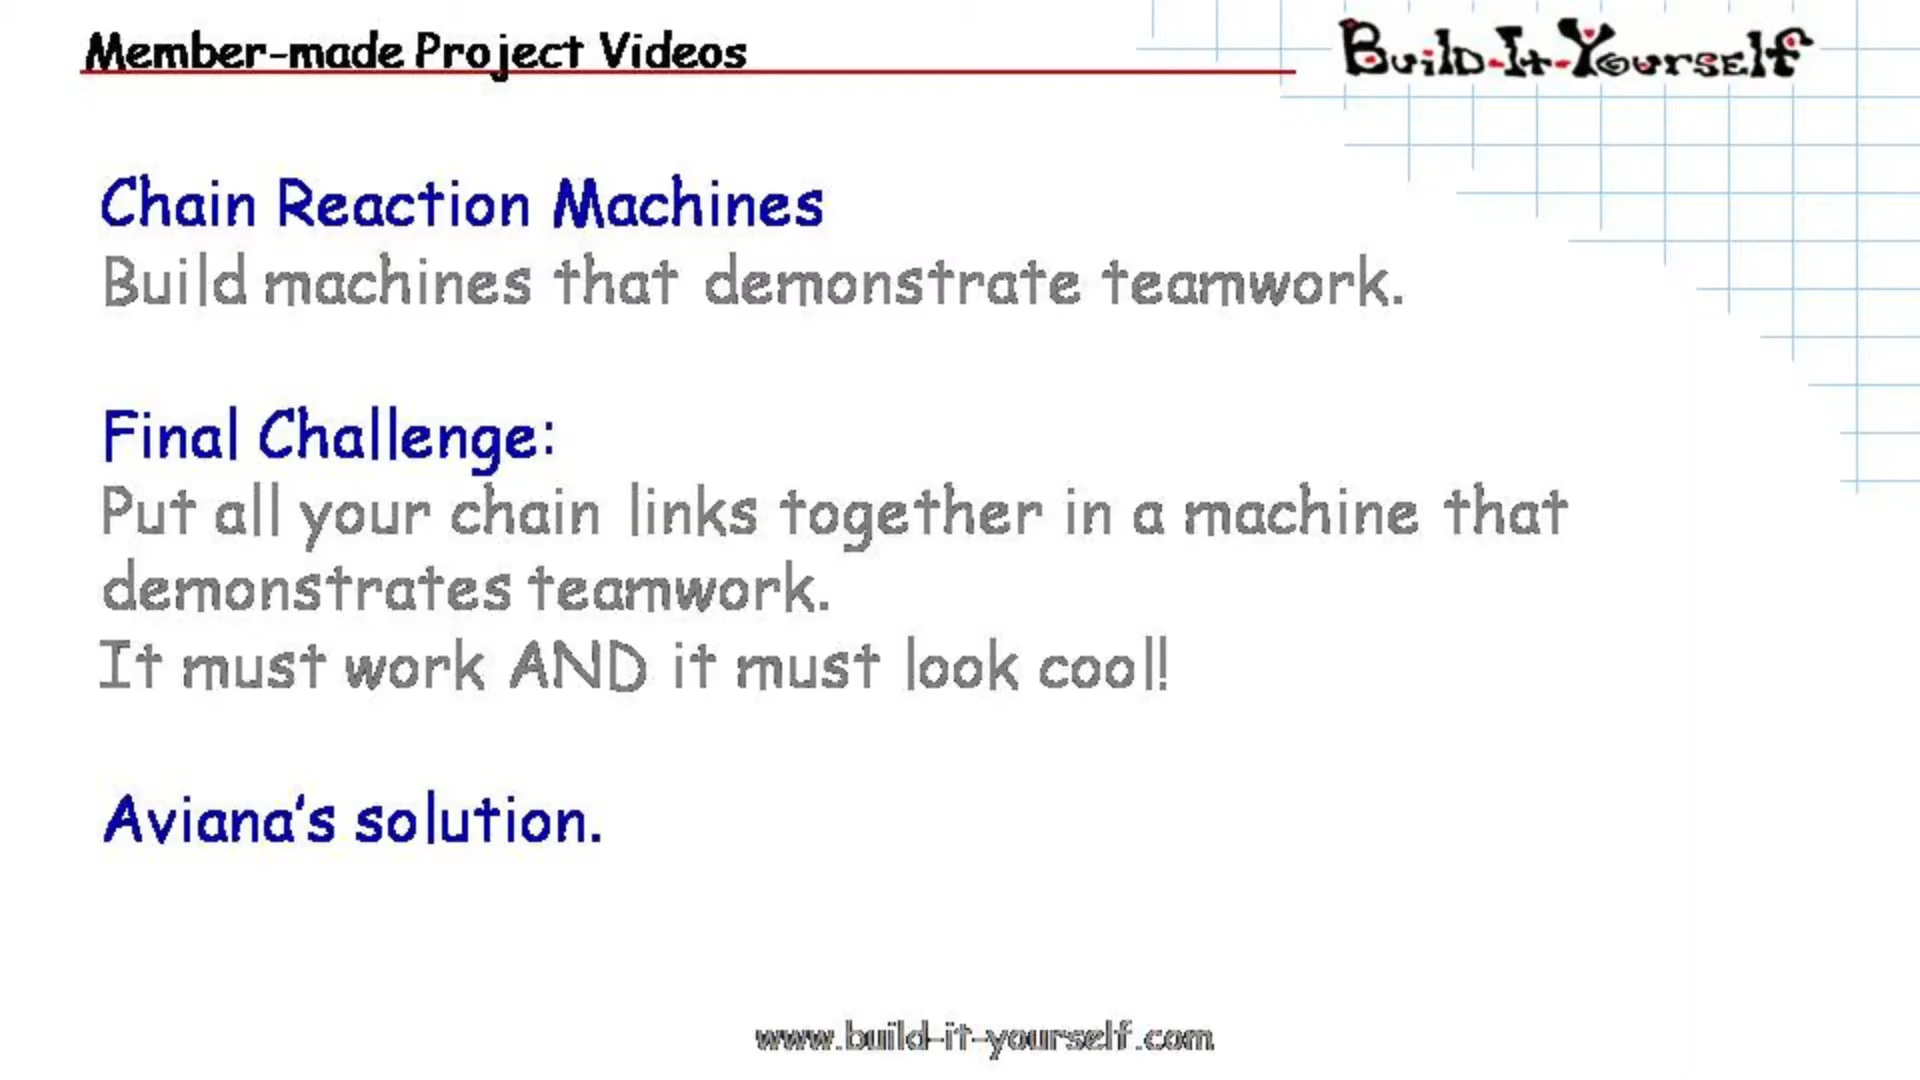 Member-made Project Videos
Build-It-Yourself
Chain Reaction Machines
Build machines that demonstrate teamwork.
Final Challenge:
Put all your chain links together in a machine that
demonstrates teamwork.
It must work AND it must look cool!
Aviana's solution.
www.build-it-yourself.com